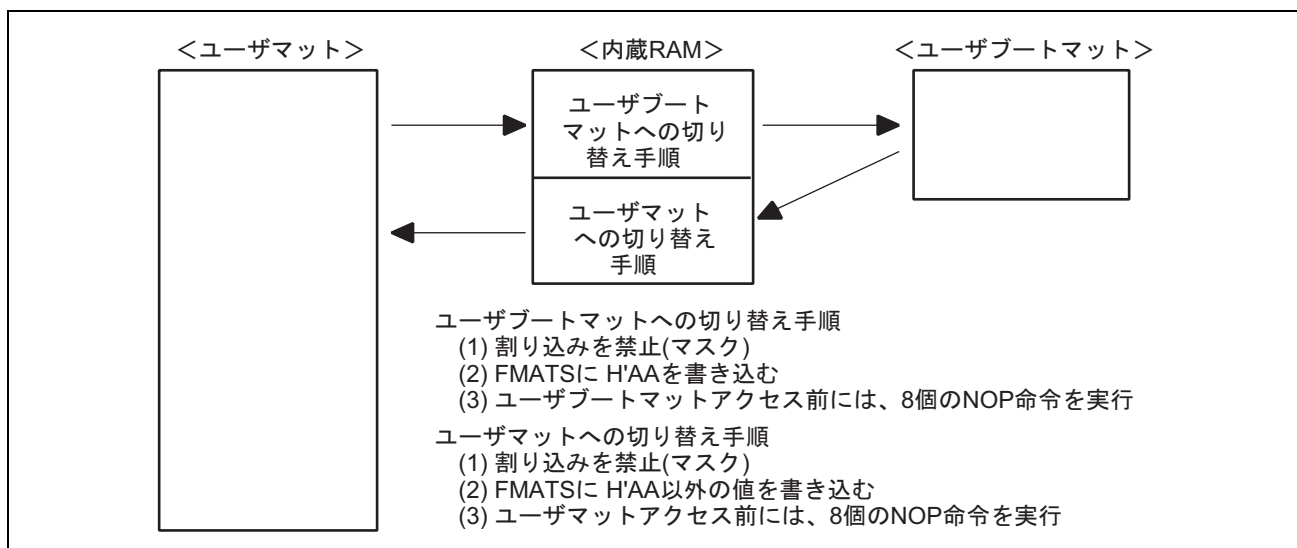 ＜ユーザマット＞
＜内蔵RAM＞
＜ユーザブートマット＞
ユーザブート
マットへの切り
替え手順
ユーザマット
への切り替え
手順
ユーザブートマットへの切り替え手順
(1) 割り込みを禁止(マスク)
(2) FMATSに H'AAを書き込む
(3) ユーザブートマットアクセス前には、8個のNOP命令を実行
ユーザマットへの切り替え手順
(1) 割り込みを禁止(マスク)
(2) FMATSに H'AA以外の値を書き込む
(3) ユーザマットアクセス前には、8個のNOP命令を実行